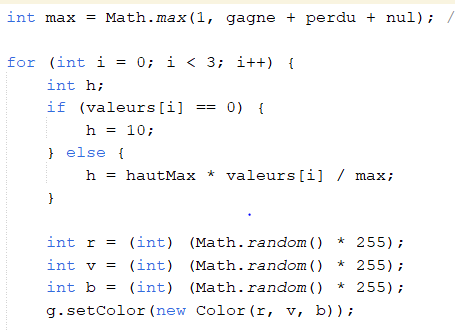 int max = Math.max(1, gagne + perdu + nul); /
for (int i = 0; i < 3; i++) {
int h;
if (valeurs[i] == 0) {
h = 10;
} else {
h = hautMax * valeurs[i] / max;
}
int r = (int) (Math.random() * 255);
int v = (int) (Math.random() * 255);
int b = (int) (Math.random() * 255);
g.setColor(new Color(r, v, b));